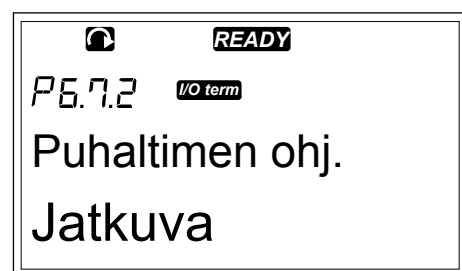 READY
P6.7.2 I/O term
Puhaltimen ohj.
Jatkuva